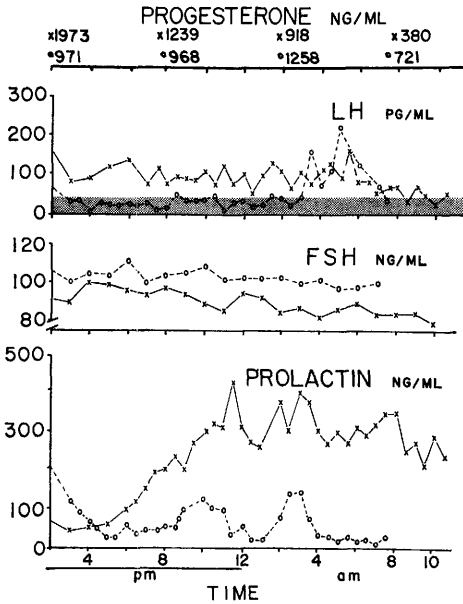 PROGESTERONE NG/ML
x1973 x1239 x918 x380
°971 °968 °1258 °721
300
LH PG/ML
200
100
0
120
FSH NG/ML
100
80
500
PROLACTIN NG/ML
300
100
0
4 8 12 4 8 10
pm am
TIME